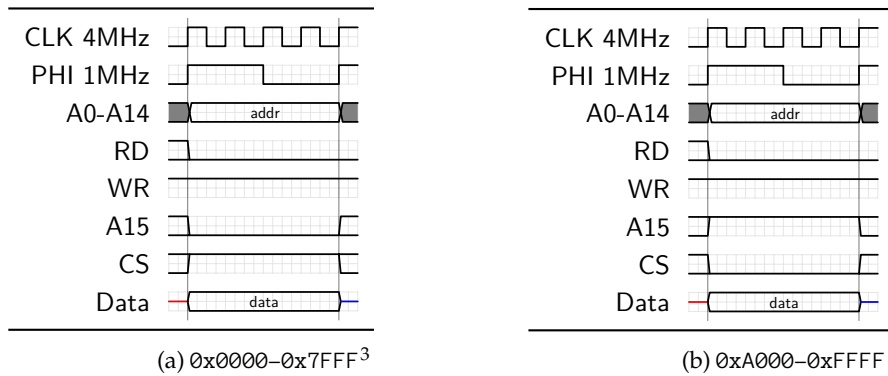 CLK 4MHz
PHI 1MHz
A0-A14
addr
RD
WR
A15
CS
Data
data
(a) 0x0000–0x7FFF³
CLK 4MHz
PHI 1MHz
A0-A14
addr
RD
WR
A15
CS
Data
data
(b) 0xA000–0xFFFF